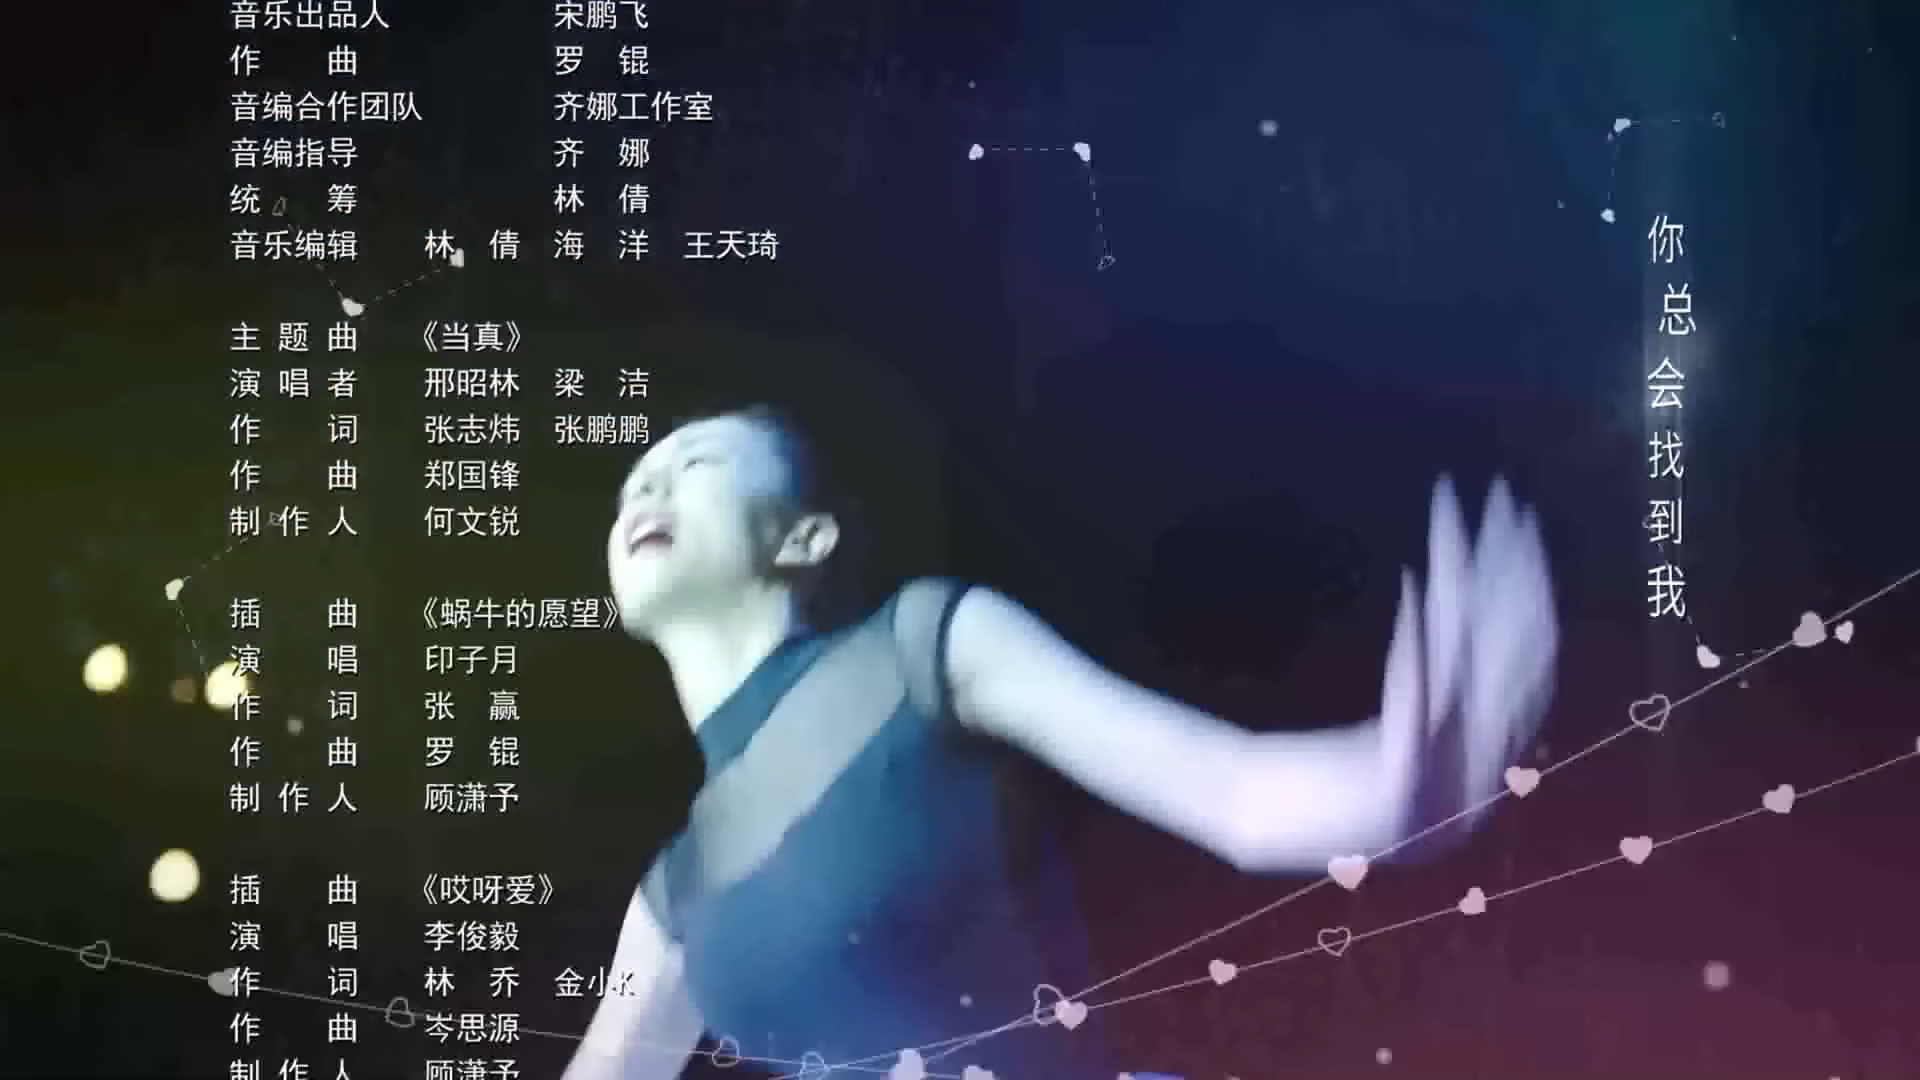 音乐出品人 宋鹏飞
作 曲 罗 锟
音编合作团队 齐娜工作室
音编指导 齐 娜
统 筹 林 倩
音乐编辑 林 倩 海 洋 王天琦
主 题 曲 《当真》
演 唱 者 邢昭林 梁 洁
作 词 张志炜 张鹏鹏
作 曲 郑国锋
制 作 人 何文锐
插 曲 《蜗牛的愿望》
演 唱 印子月
作 词 张 赢
作 曲 罗 锟
制 作 人 顾潇予
插 曲 《哎呀爱》
演 唱 李俊毅
作 词 林 乔 金小K
作 曲 岑思源
制 作 人 顾潇予
你总会找到我